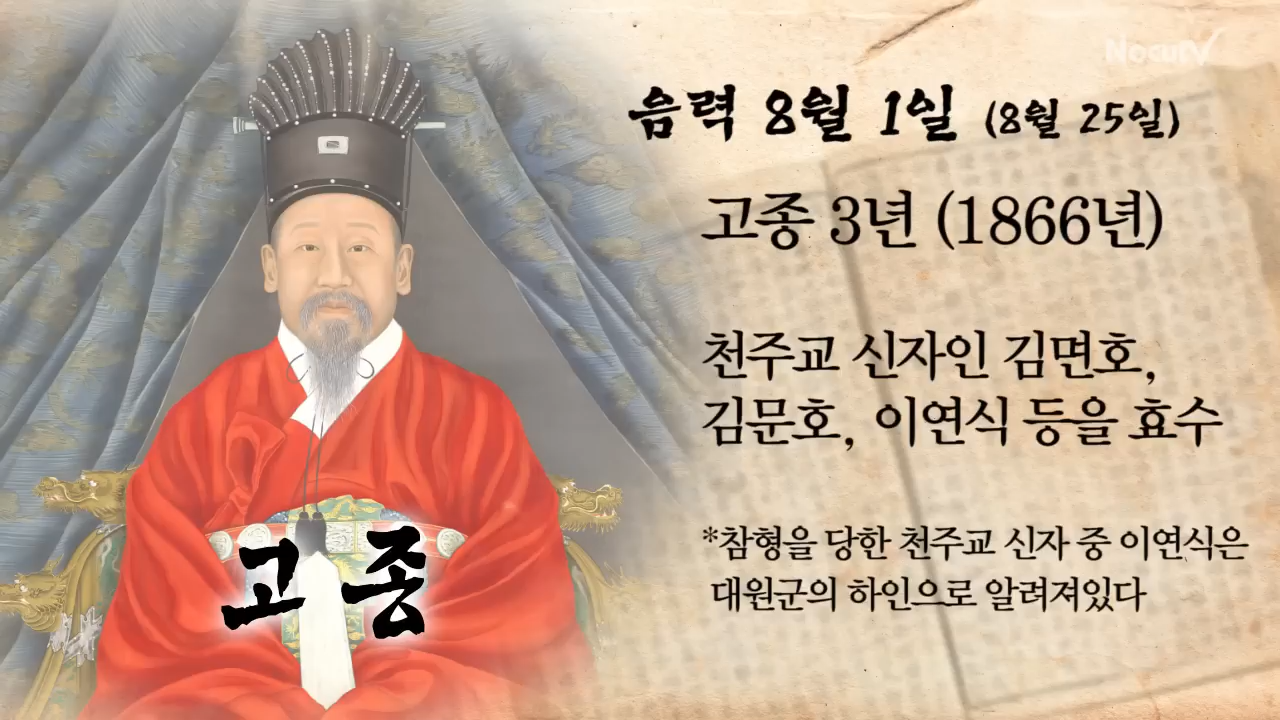 NocuTV
음력 8월 1일 (8월 25일)
고종 3년 (1866년)
천주교 신자인 김면호,
김문호, 이연식 등을 효수
*참형을 당한 천주교 신자 중 이연식은
대원군의 하인으로 알려져있다
고종